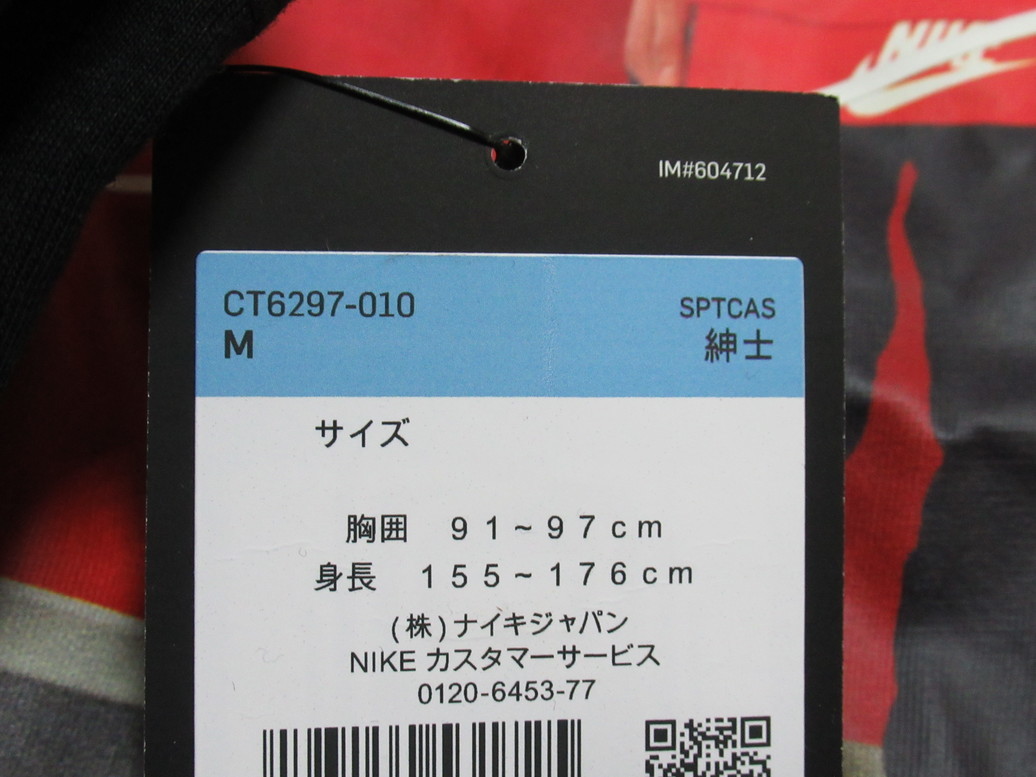 NIKE
IM#604712
CT6297-010
SPTCAS
M
紳士
サイズ
胸囲 91~97cm
身長 155~176cm
(株)ナイキジャパン
NIKE カスタマーサービス
0120-6453-77